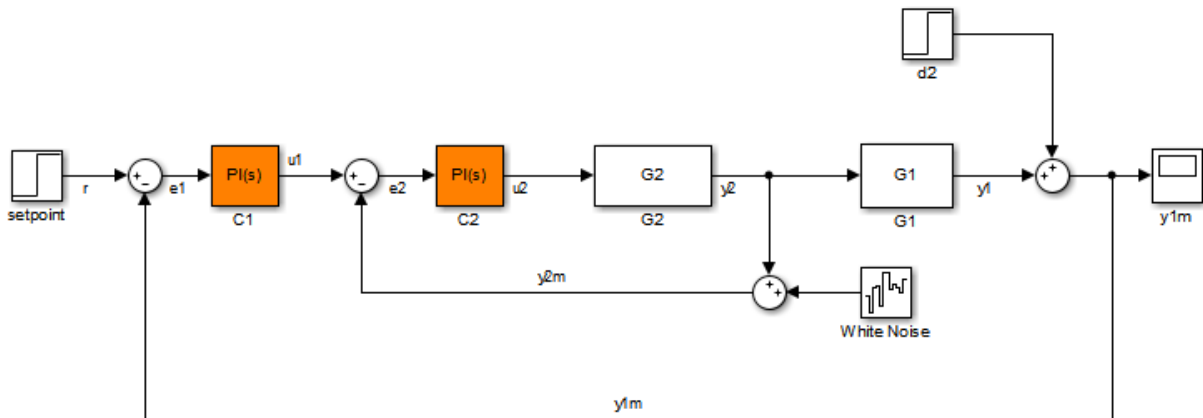 d2
PI(s)
u1
PI(s)
G2
G1
r
e1
e2
u2
y2
y1
setpoint
C1
C2
G2
G1
y1m
y2m
White Noise
y1m